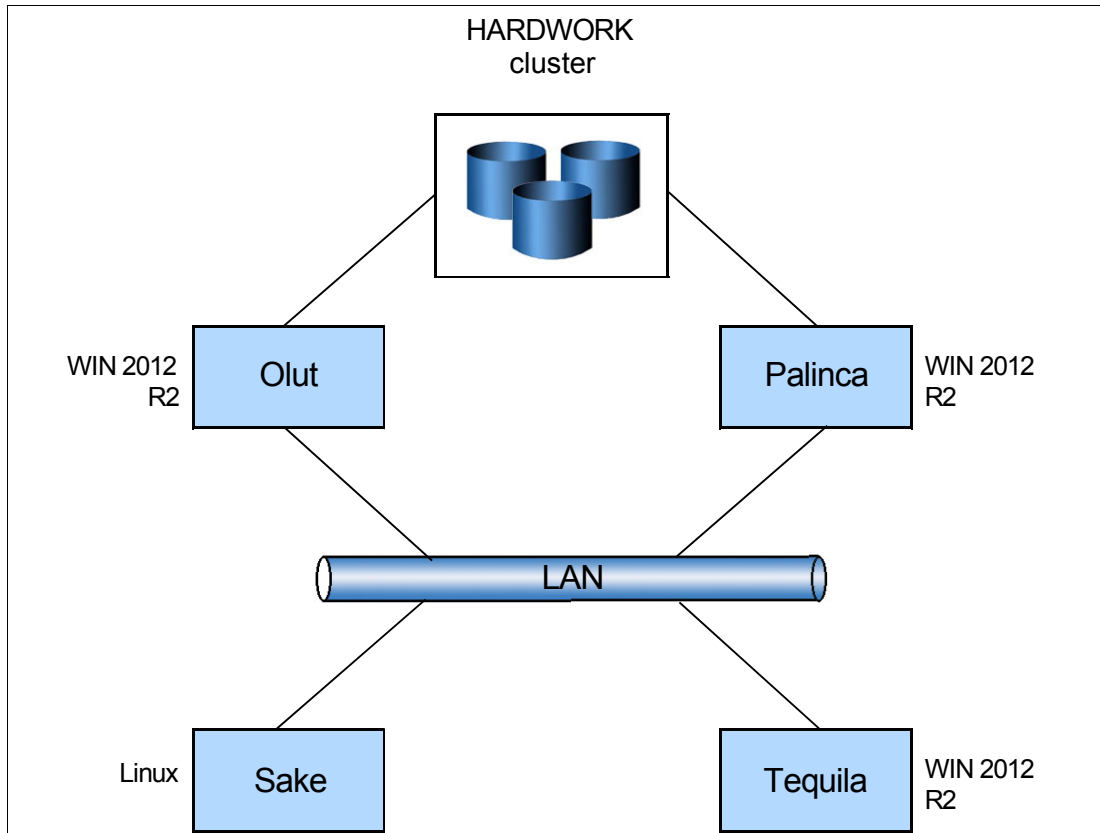 HARDWORK
cluster
WIN 2012
R2
Olut
Palinca
WIN 2012
R2
LAN
Linux
Sake
Tequila
WIN 2012
R2